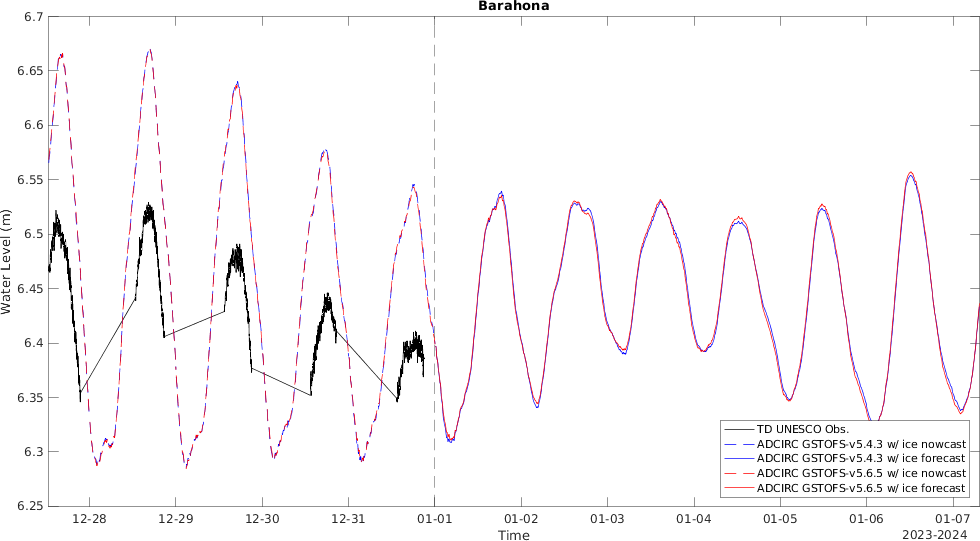 Barahona
Water Level (m)
6.7
6.65
6.6
6.55
6.5
6.45
6.4
6.35
6.3
6.25
12-28 12-29 12-30 12-31 01-01 01-02 01-03 01-04 01-05 01-06 01-07
Time
2023-2024
TD UNESCO Obs.
ADCIRC GSTOFS-v5.4.3 w/ ice nowcast
ADCIRC GSTOFS-v5.4.3 w/ ice forecast
ADCIRC GSTOFS-v5.6.5 w/ ice nowcast
ADCIRC GSTOFS-v5.6.5 w/ ice forecast